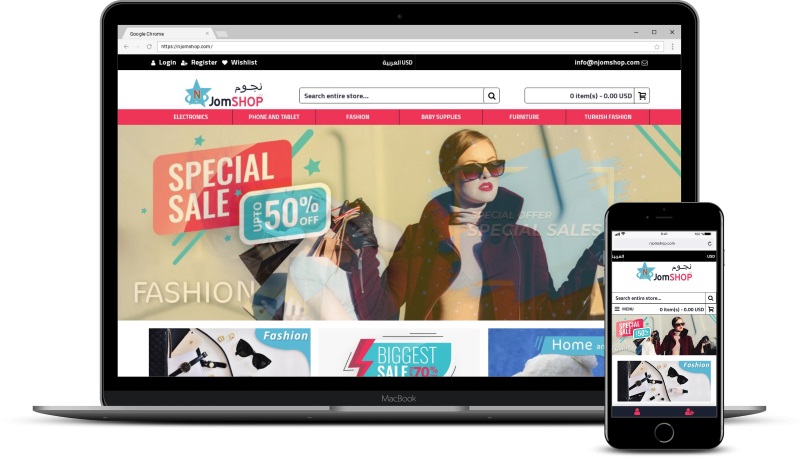 Google Chrome
https://njomshop.com/
Login Register Wishlist
العربية USD
info@njomshop.com
نجوم
N
JomSHOP
Search entire store...
0 item(s) - 0.00 USD
ELECTRONICS
PHONE AND TABLET
FASHION
BABY SUPPLIES
FURNITURE
TURKISH FASHION
SPECIAL
SALE
UPTO
50%
OFF
SPECIAL OFFER
SPECIAL SALES
FASHION
Fashion
BIGGEST
SALE
70%
Home
MacBook
njomshop.com
العربية
USD
نجوم
N
JomSHOP
Search entire store...
MENU
0 item(s) - 0.00 USD
SPECIAL
SALE
50%
Fashion